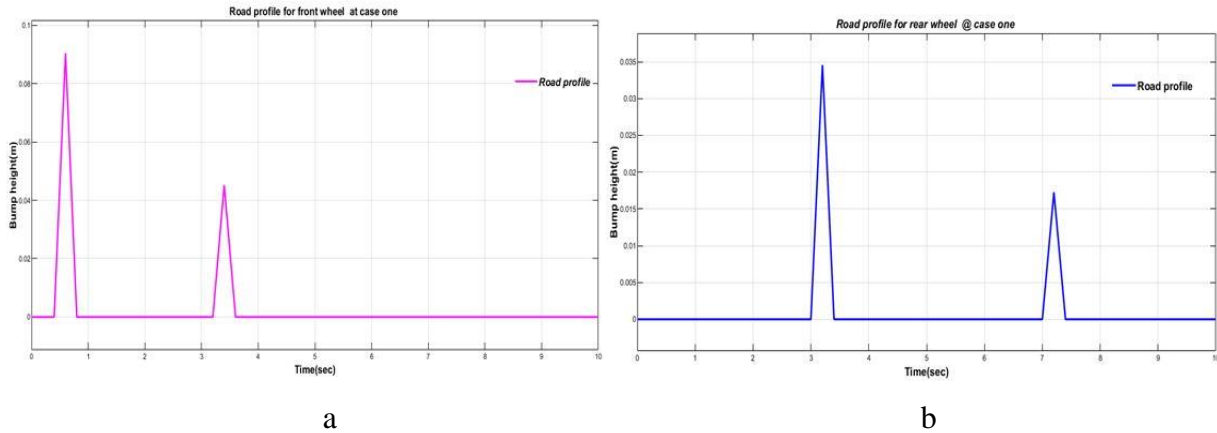 Road profile for front wheel at case one
0.1
0.08
0.06
0.04
0.02
0
Bump height(m)
Road profile
0 1 2 3 4 5 6 7 8 9 10
Time(sec)
a
Road profile for rear wheel @ case one
0.035
0.03
0.025
0.02
0.015
0.01
0.005
0
Bump height(m)
Road profile
0 1 2 3 4 5 6 7 8 9 10
Time(sec)
b